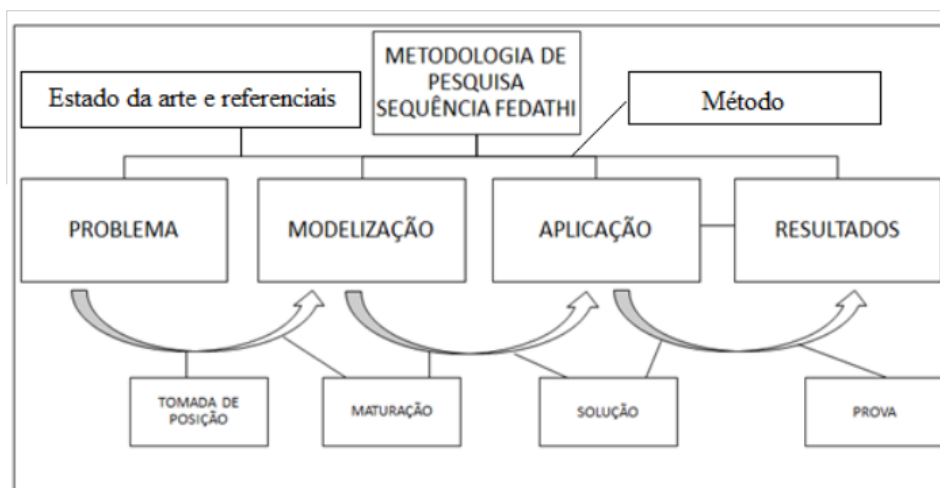 METODOLOGIA DE
PESQUISA
SEQUÊNCIA FEDATHI
Estado da arte e referenciais
Método
PROBLEMA
MODELIZAÇÃO
APLICAÇÃO
RESULTADOS
TOMADA DE
POSIÇÃO
MATURAÇÃO
SOLUÇÃO
PROVA